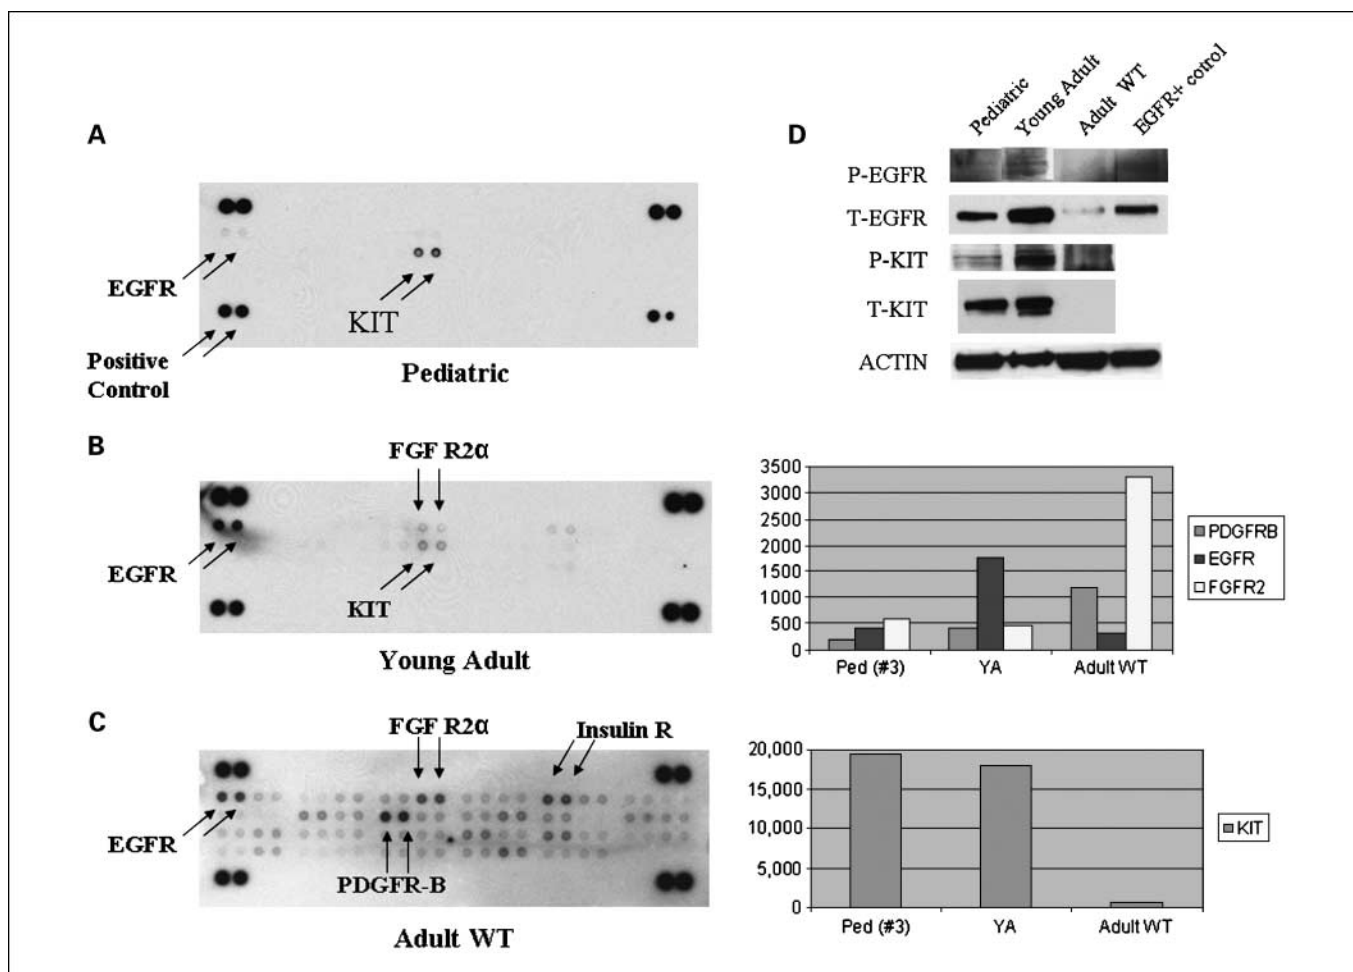 A
EGFR
KIT
Positive
Control
Pediatric
B
FGF R2α
EGFR
KIT
Young Adult
C
FGF R2α
Insulin R
EGFR
PDGFR-B
Adult WT
D
Pediatric
Young Adult
Adult WT
EGFR+ cotrol
P-EGFR
T-EGFR
P-KIT
T-KIT
ACTIN
3500
3000
2500
2000
1500
1000
500
0
Ped (#3)
YA
Adult WT
PDGFRB
EGFR
FGFR2
20,000
15,000
10,000
5,000
0
Ped (#3)
YA
Adult WT
KIT